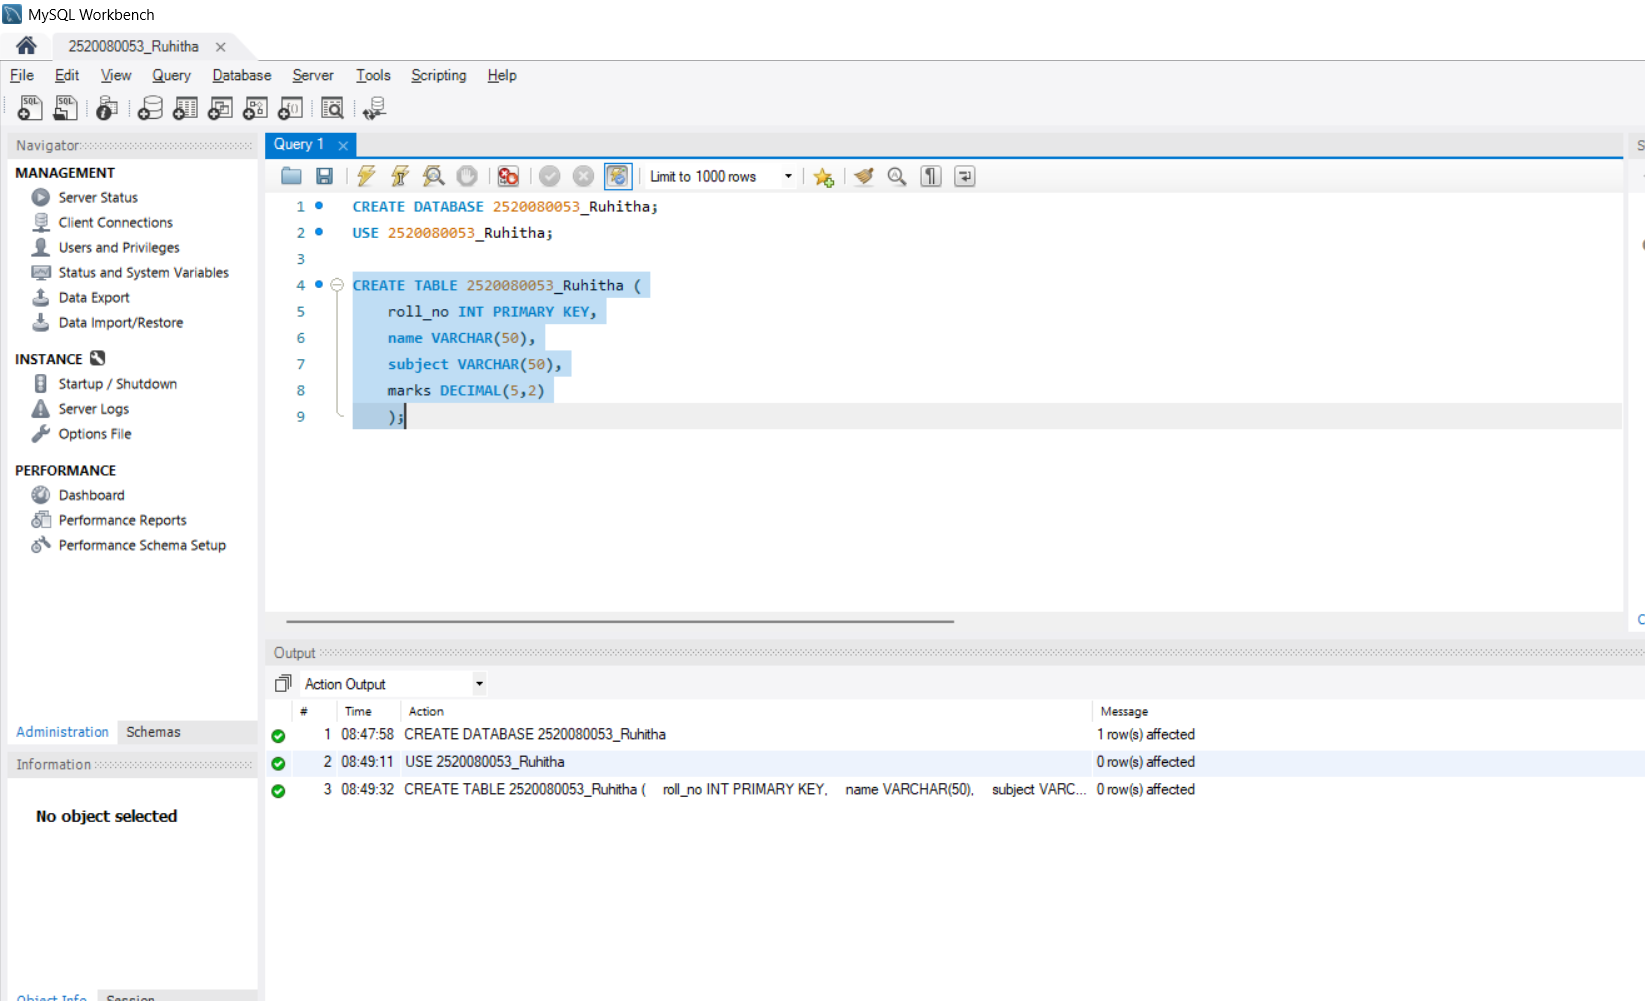 MySQL Workbench
2520080053_Ruhitha
File Edit View Query Database Server Tools Scripting Help
Navigator
MANAGEMENT
Server Status
Client Connections
Users and Privileges
Status and System Variables
Data Export
Data Import/Restore
INSTANCE
Startup / Shutdown
Server Logs
Options File
PERFORMANCE
Dashboard
Performance Reports
Performance Schema Setup
Administration Schemas
Information
No object selected
Object Info Session
Query 1
Limit to 1000 rows
1 CREATE DATABASE 2520080053_Ruhitha;
2 USE 2520080053_Ruhitha;
3
4 CREATE TABLE 2520080053_Ruhitha (
5 roll_no INT PRIMARY KEY,
6 name VARCHAR(50),
7 subject VARCHAR(50),
8 marks DECIMAL(5,2)
9 );
Output
Action Output
# Time Action Message
1 08:47:58 CREATE DATABASE 2520080053_Ruhitha 1 row(s) affected
2 08:49:11 USE 2520080053_Ruhitha 0 row(s) affected
3 08:49:32 CREATE TABLE 2520080053_Ruhitha ( roll_no INT PRIMARY KEY, name VARCHAR(50), subject VARC... 0 row(s) affected